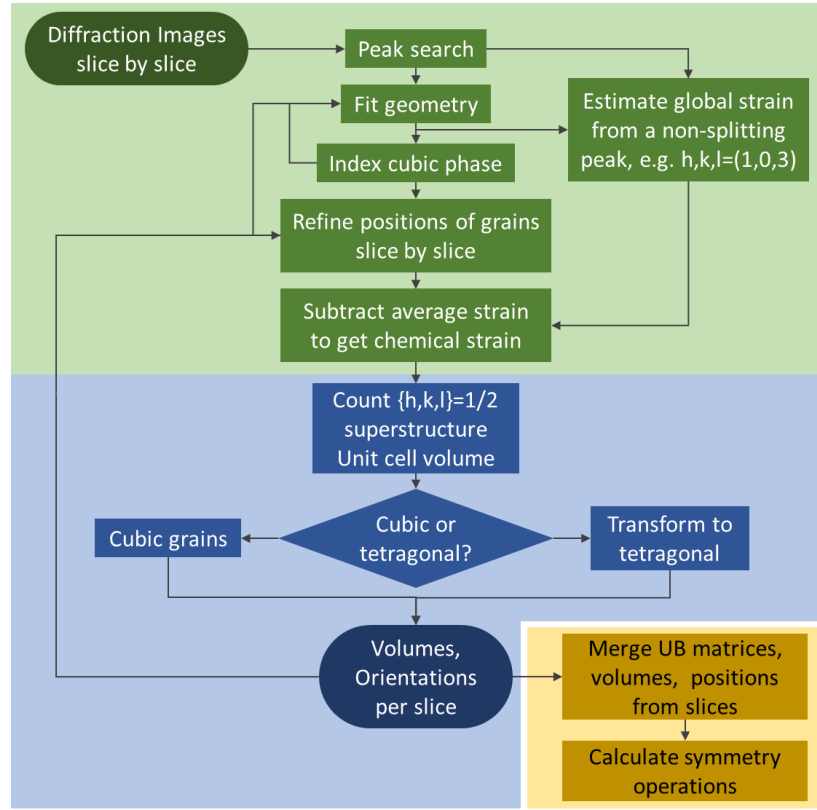 Diffraction Images
slice by slice
Peak search
Fit geometry
Estimate global strain
from a non-splitting
peak, e.g. h,k,l=(1,0,3)
Index cubic phase
Refine positions of grains
slice by slice
Subtract average strain
to get chemical strain
Count {h,k,l}=1/2
superstructure
Unit cell volume
Cubic or
tetragonal?
Cubic grains
Transform to
tetragonal
Volumes,
Orientations
per slice
Merge UB matrices,
volumes, positions
from slices
Calculate symmetry
operations